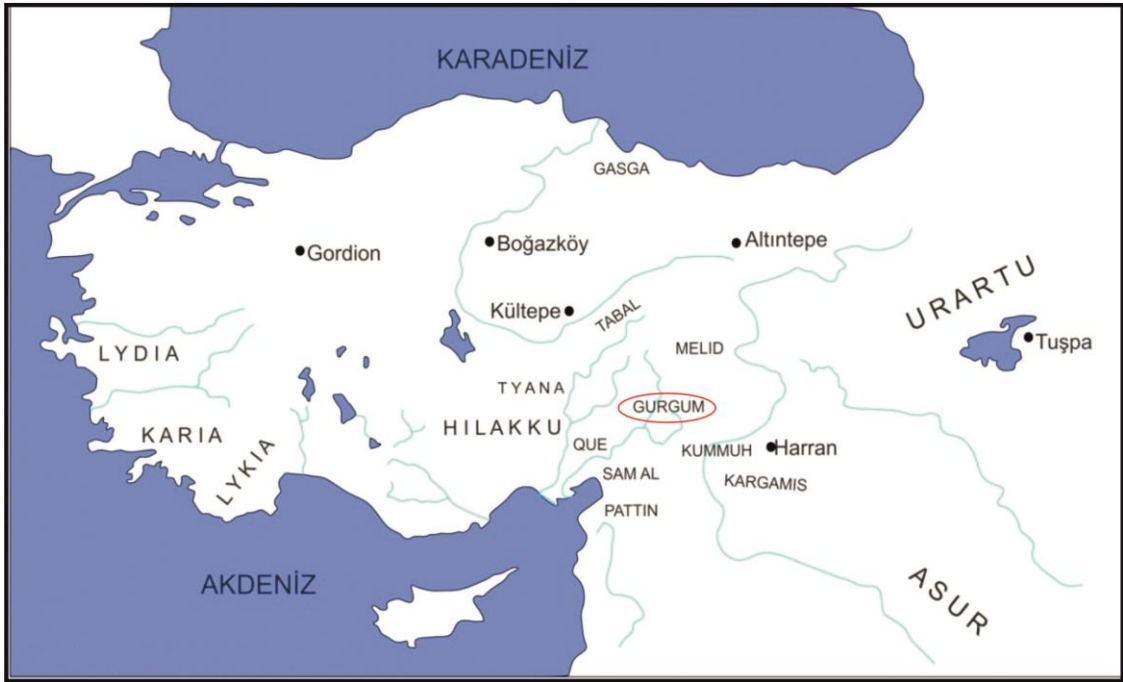 KARADENİZ
GASGA
Gordion
Boğazköy
Altıntepe
URARTU
Kültepe
TABAL
Tuşpa
LYDIA
MELID
TYANA
GURGUM
KARIA
HILAKKU
QUE
KUMMUH
Harran
LYKIA
SAM AL
KARGAMIS
PATTIN
AKDENİZ
ASUR